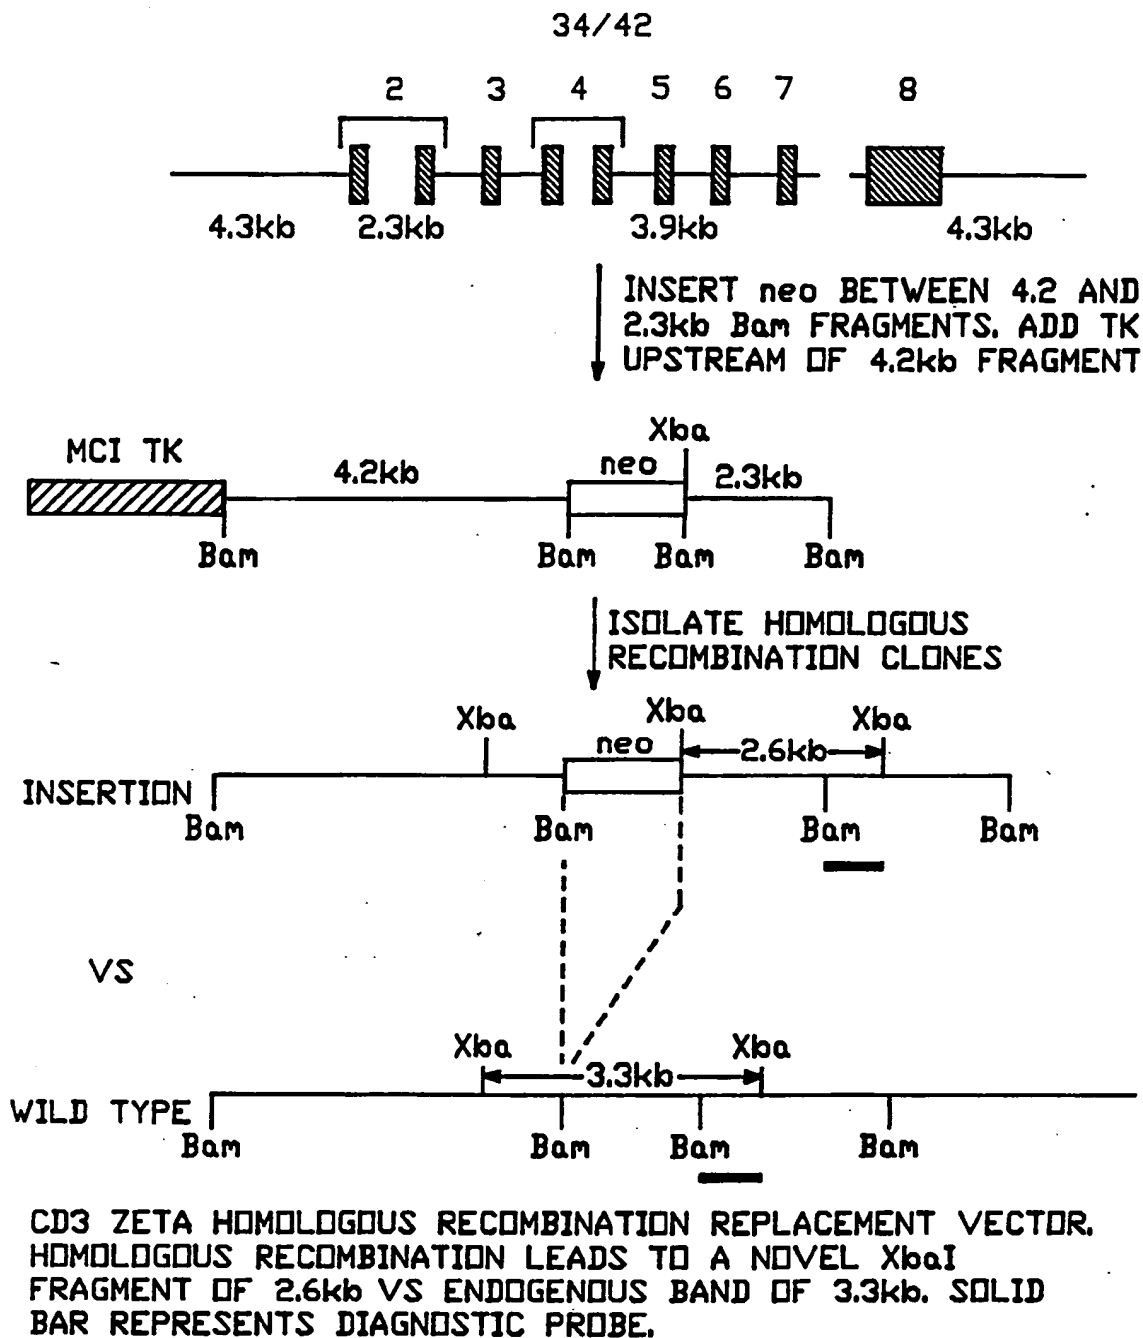 34/42
2 3 4 5 6 7 8
4.3kb 2.3kb 3.9kb 4.3kb
INSERT neo BETWEEN 4.2 AND
2.3kb Bam FRAGMENTS. ADD TK
UPSTREAM OF 4.2kb FRAGMENT
Xba
MCI TK 4.2kb neo 2.3kb
Bam Bam Bam Bam
ISOLATE HOMOLOGOUS
RECOMBINATION CLONES
Xba Xba Xba
neo 2.6kb
INSERTION
Bam Bam Bam Bam
VS
Xba Xba
3.3kb
WILD TYPE
Bam Bam Bam Bam
CD3 ZETA HOMOLOGOUS RECOMBINATION REPLACEMENT VECTOR.
HOMOLOGOUS RECOMBINATION LEADS TO A NOVEL XbaI
FRAGMENT OF 2.6kb VS ENDOGENOUS BAND OF 3.3kb. SOLID
BAR REPRESENTS DIAGNOSTIC PROBE.